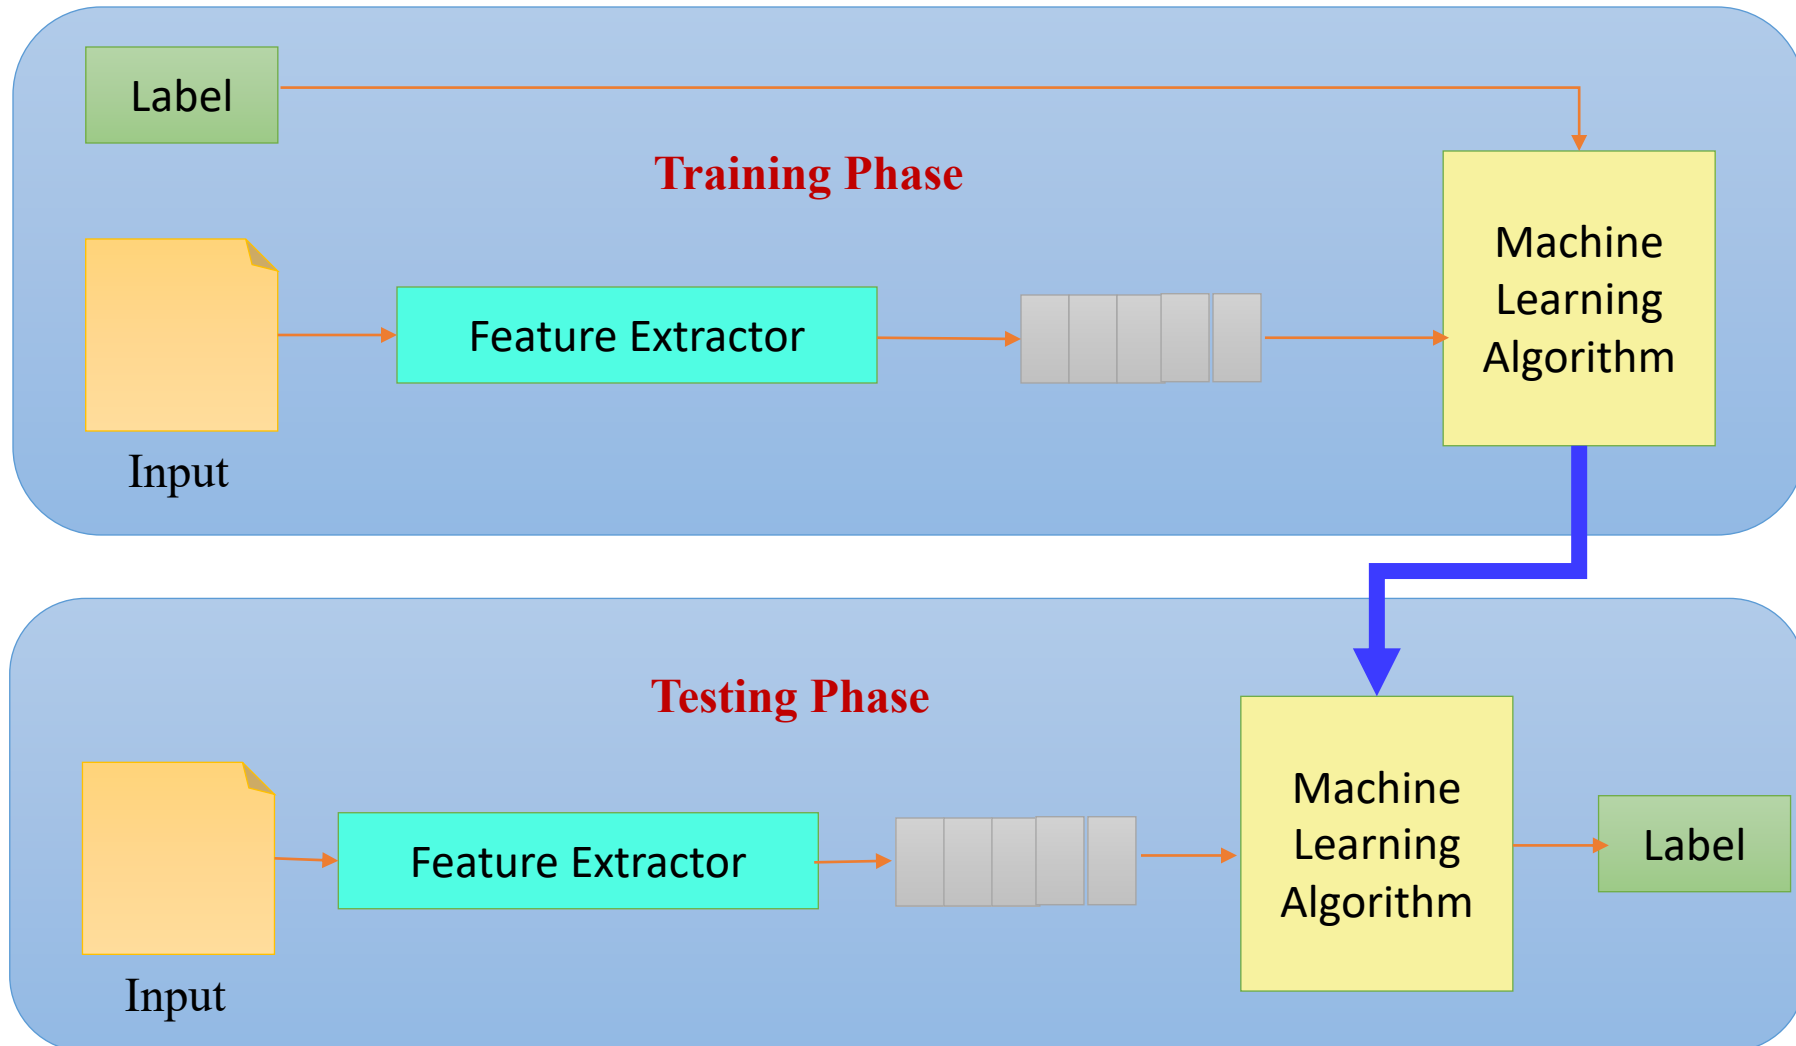 Label
Training Phase
Machine
Learning
Algorithm
Feature Extractor
Input
Testing Phase
Machine
Learning
Algorithm
Feature Extractor
Label
Input